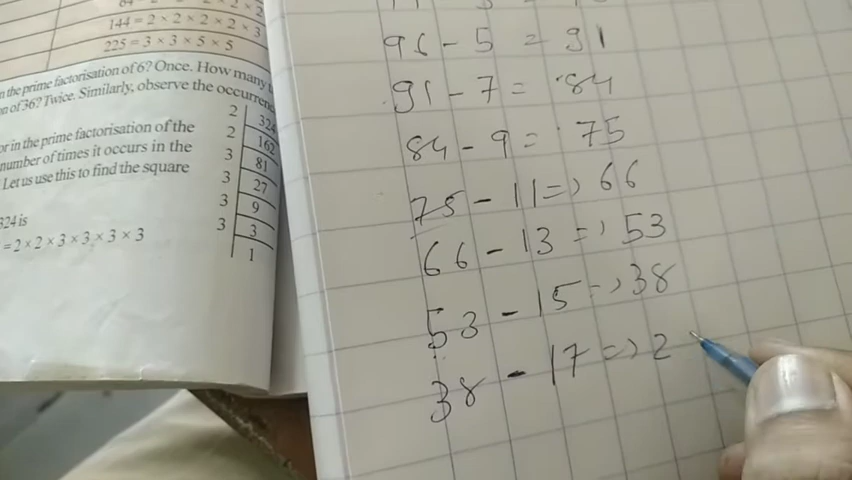 144 = 2 × 2 × 2 × 2 × 3
225 = 3 × 3 × 5 × 5
n the prime factorisation of 6? Once. How many
on of 36? Twice. Similarly, observe the occurren
or in the prime factorisation of the
number of times it occurs in the
Let us use this to find the square
324 is
= 2 × 2 × 3 × 3 × 3 × 3
2 324
2 162
3 81
3 27
3 9
3 3
1
96 - 5 = 91
91 - 7 = 84
84 - 9 = 75
75 - 11 => 66
66 - 13 => 53
53 - 15 => 38
38 - 17 => 2